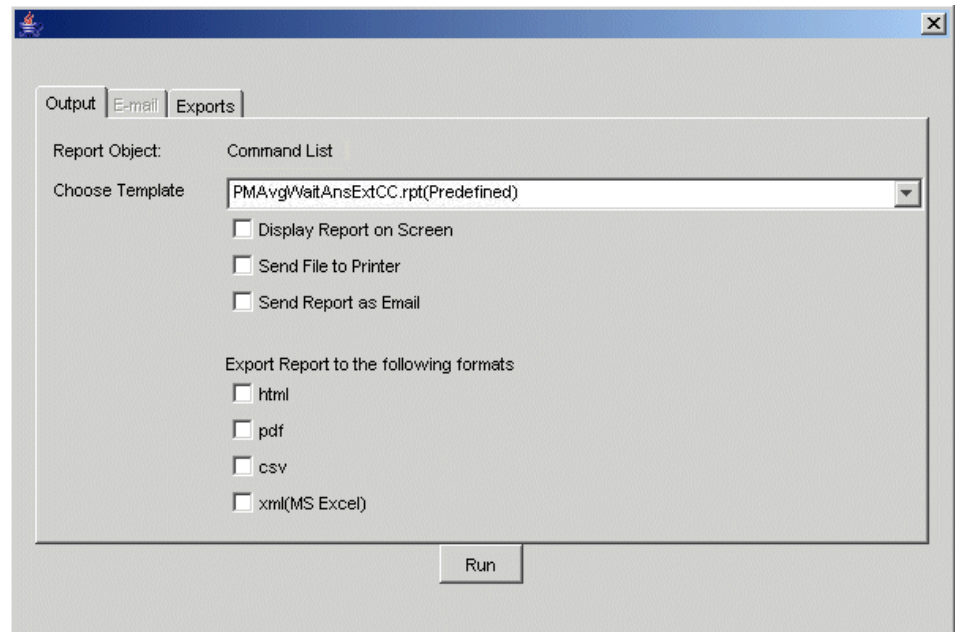 Output E-mail Exports
Report Object: Command List
Choose Template PMAvgWaitAnsExtCC.rpt(Predefined)
Display Report on Screen
Send File to Printer
Send Report as Email
Export Report to the following formats
html
pdf
csv
xml(MS Excel)
Run